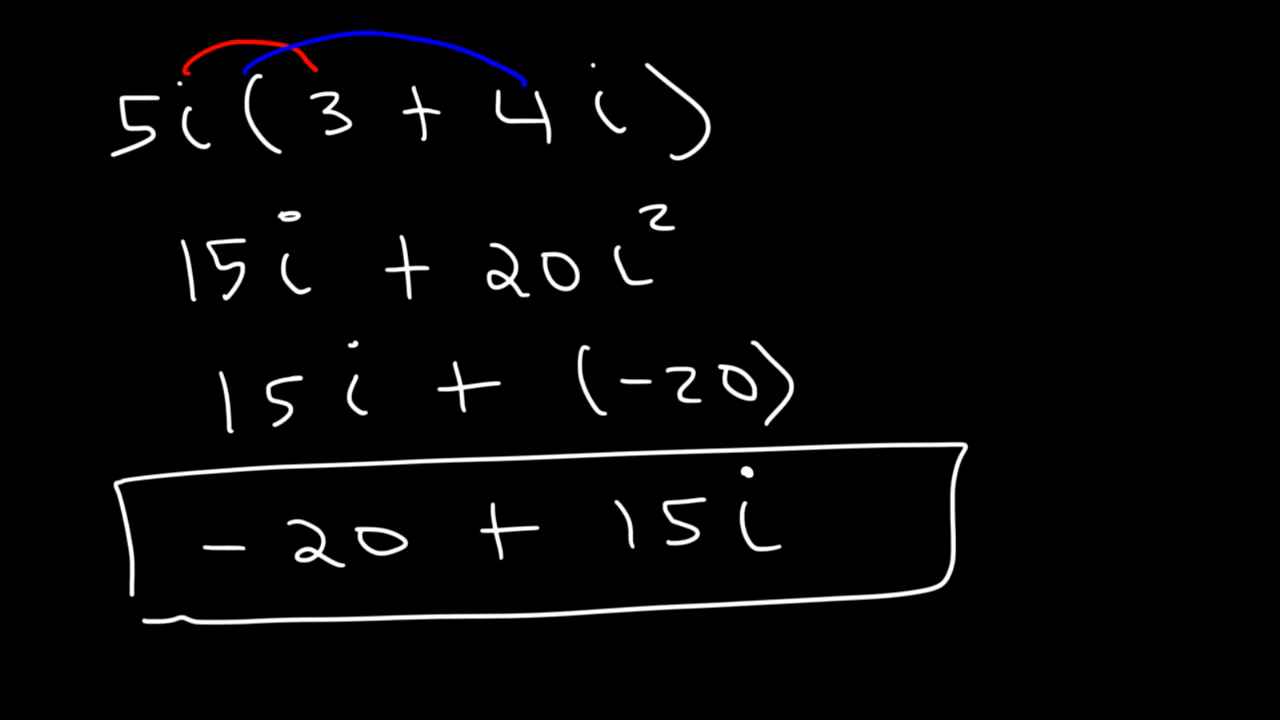 5i(3 + 4i)
15i + 20i²
15i + (-20)
-20 + 15i